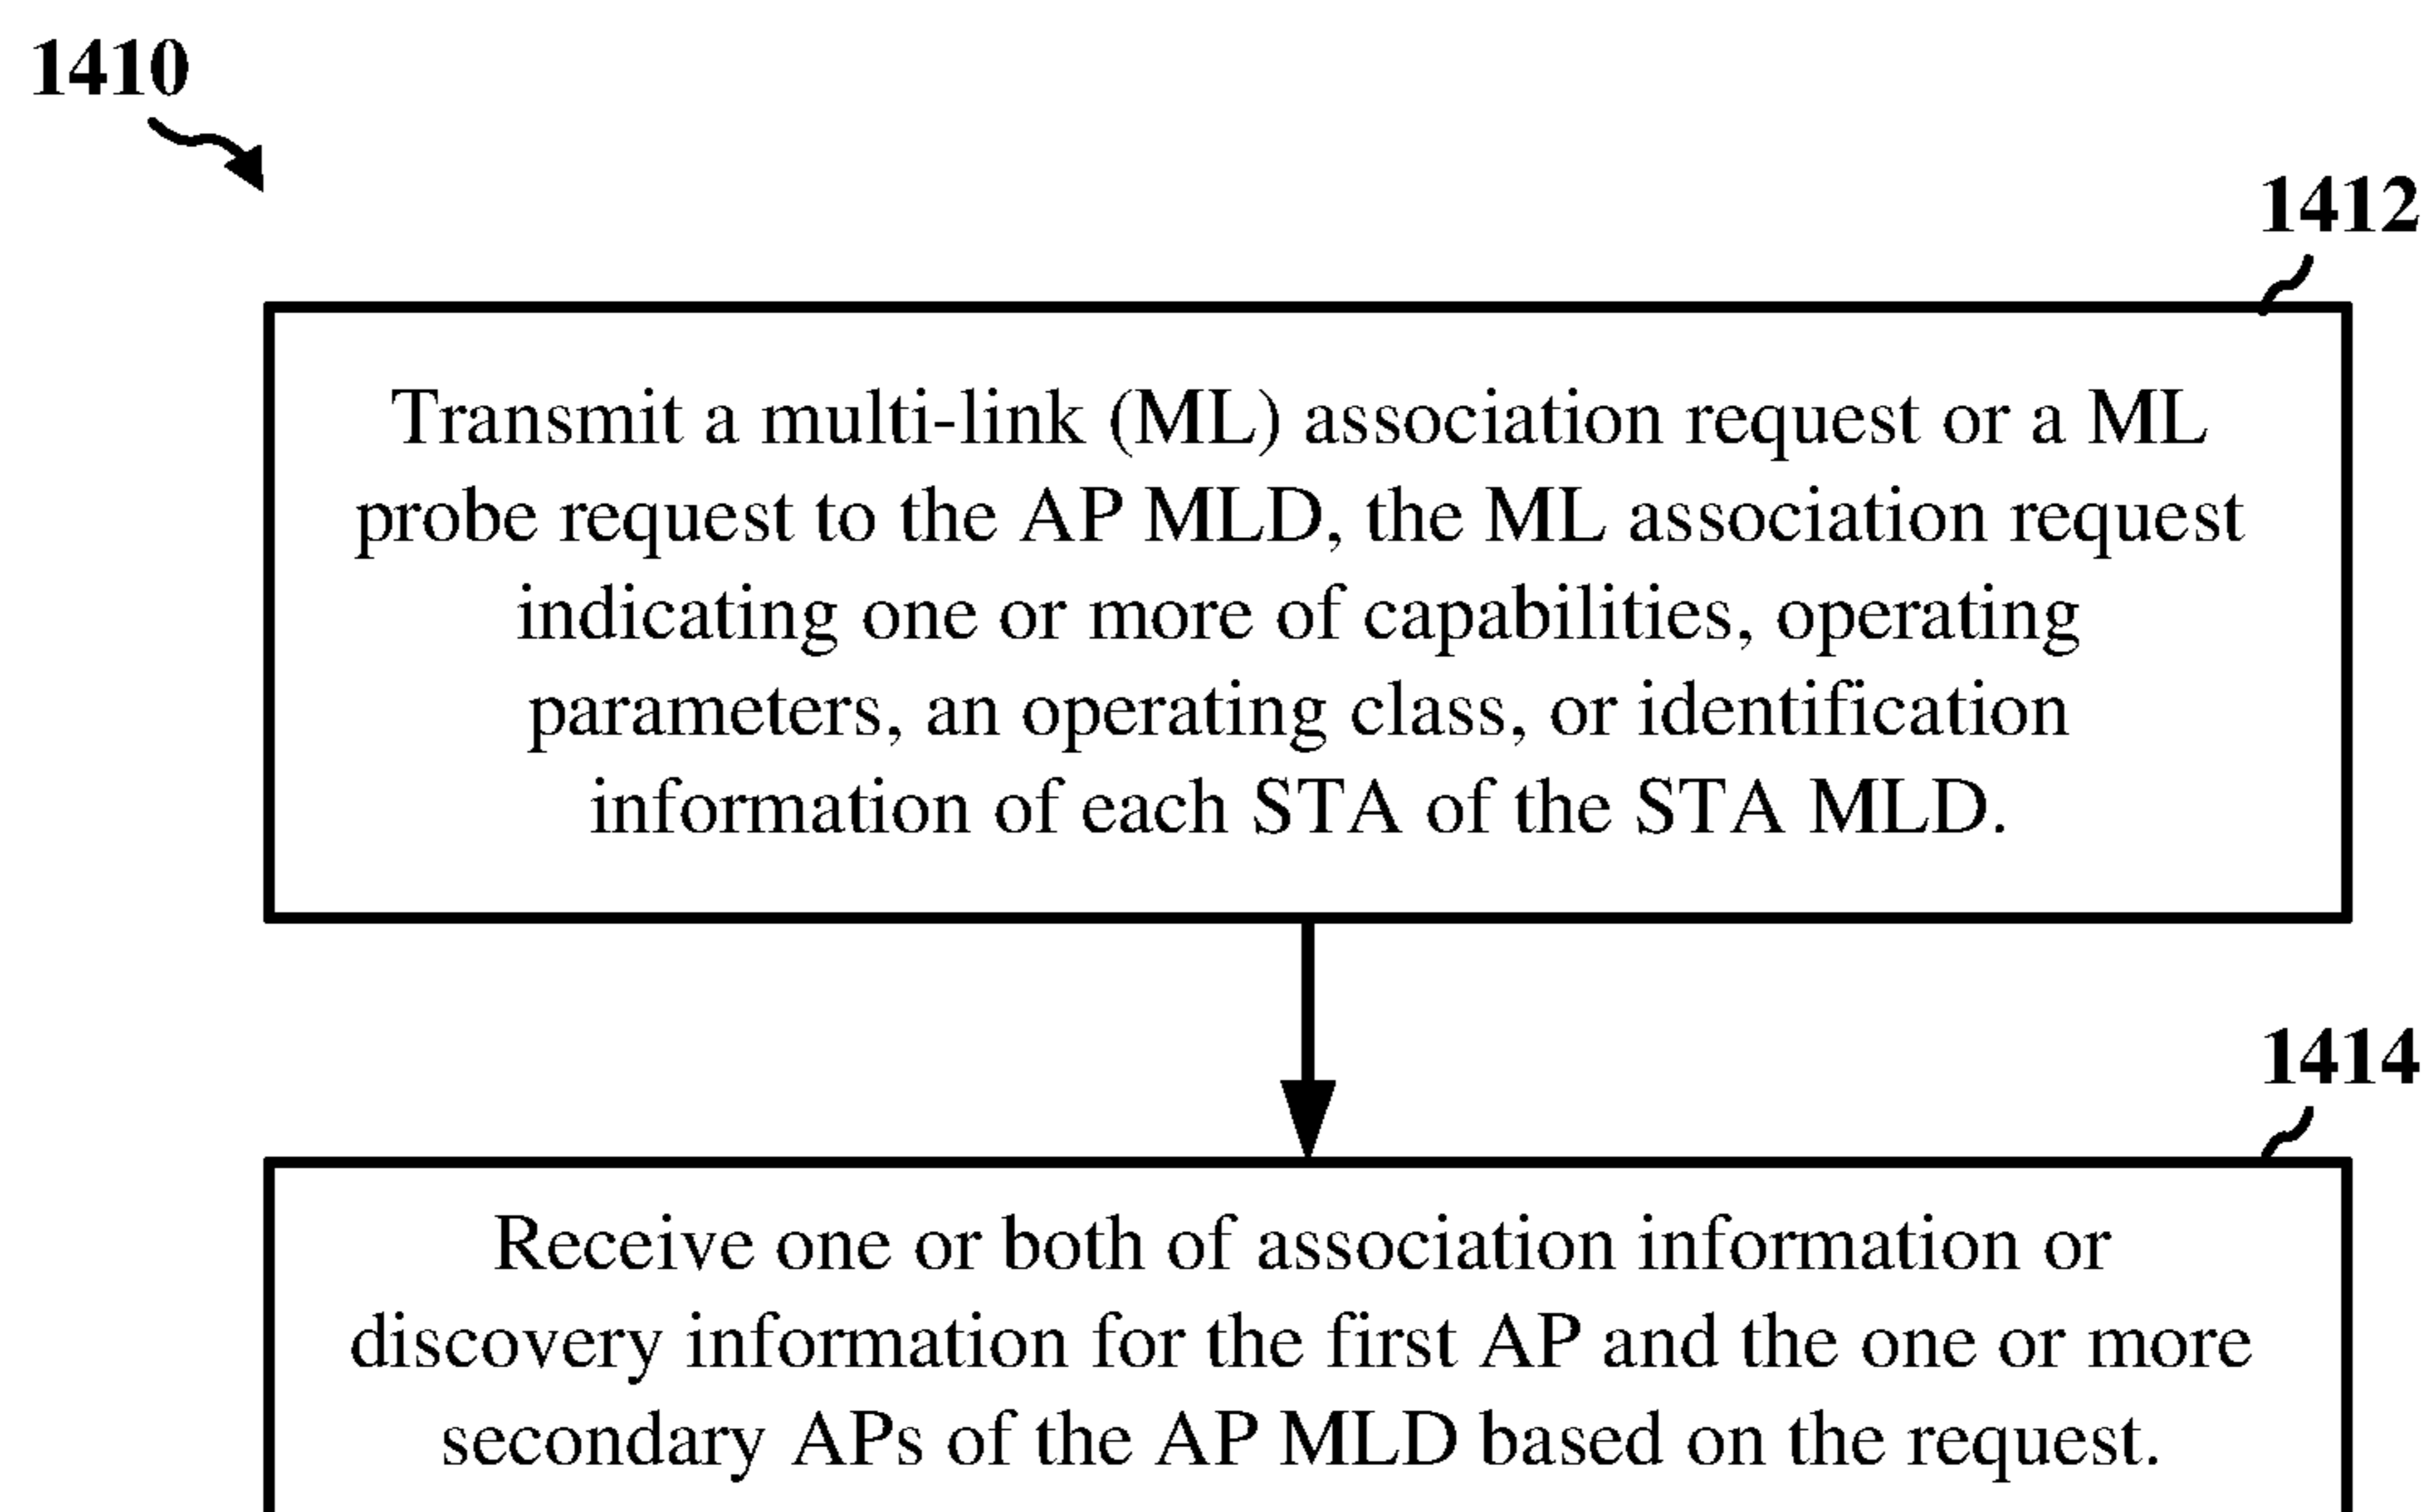 1410
1412
Transmit a multi-link (ML) association request or a ML
probe request to the AP MLD, the ML association request
indicating one or more of capabilities, operating
parameters, an operating class, or identification
information of each STA of the STA MLD.
1414
Receive one or both of association information or
discovery information for the first AP and the one or more
secondary APs of the AP MLD based on the request.